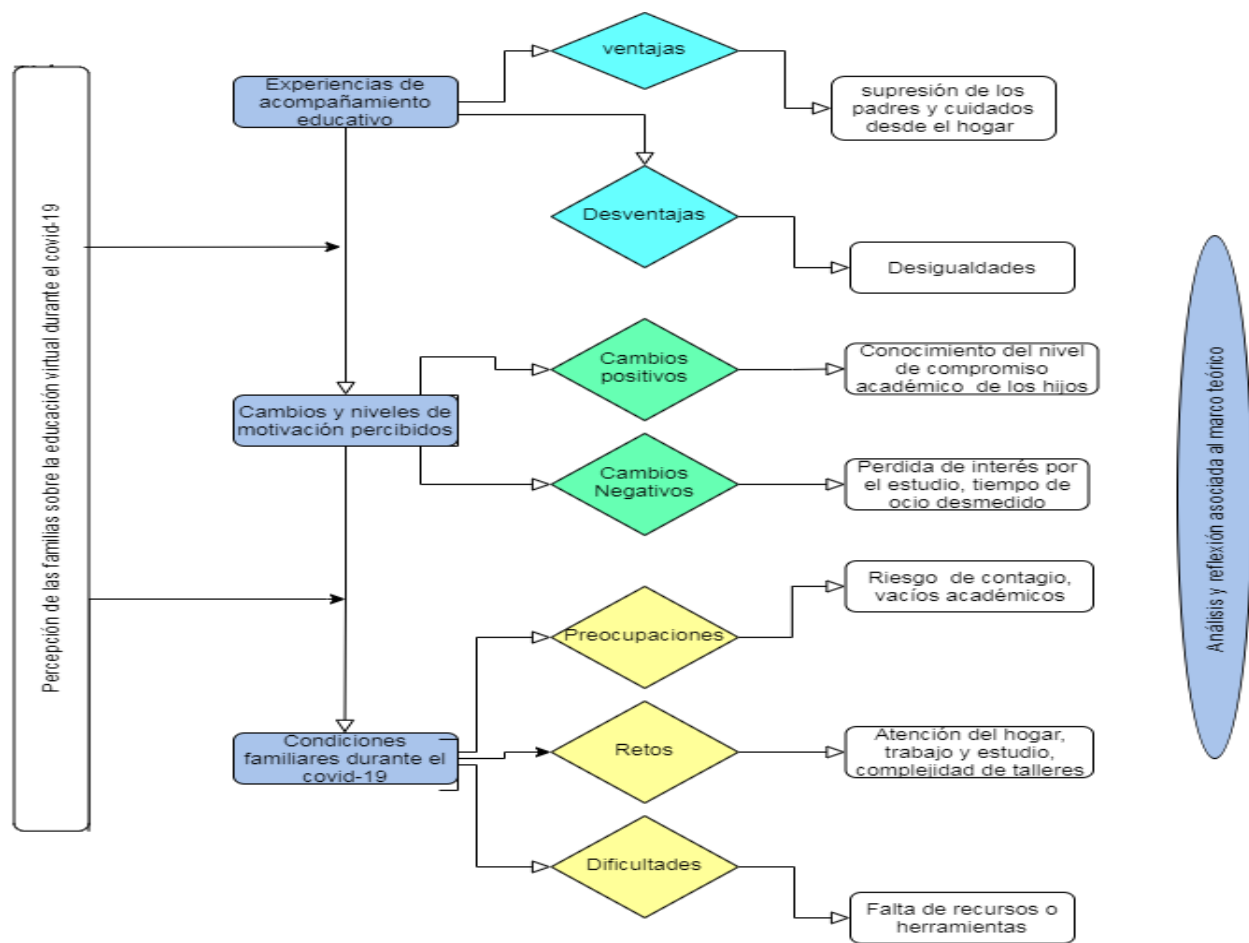 Percepción de las familias sobre la educación virtual durante el covid-19
Experiencias de
acompañamiento
educativo
ventajas
supresión de los
padres y cuidados
desde el hogar
Desventajas
Desigualdades
Cambios y niveles de
motivación percibidos
Cambios
positivos
Conocimiento del nivel
de compromiso
académico de los hijos
Cambios
Negativos
Perdida de interés por
el estudio, tiempo de
ocio desmedido
Condiciones
familiares durante el
covid-19
Preocupaciones
Riesgo de contagio,
vacíos académicos
Retos
Atención del hogar,
trabajo y estudio,
complejidad de talleres
Dificultades
Falta de recursos o
herramientas
Análisis y reflexión asociada al marco teórico